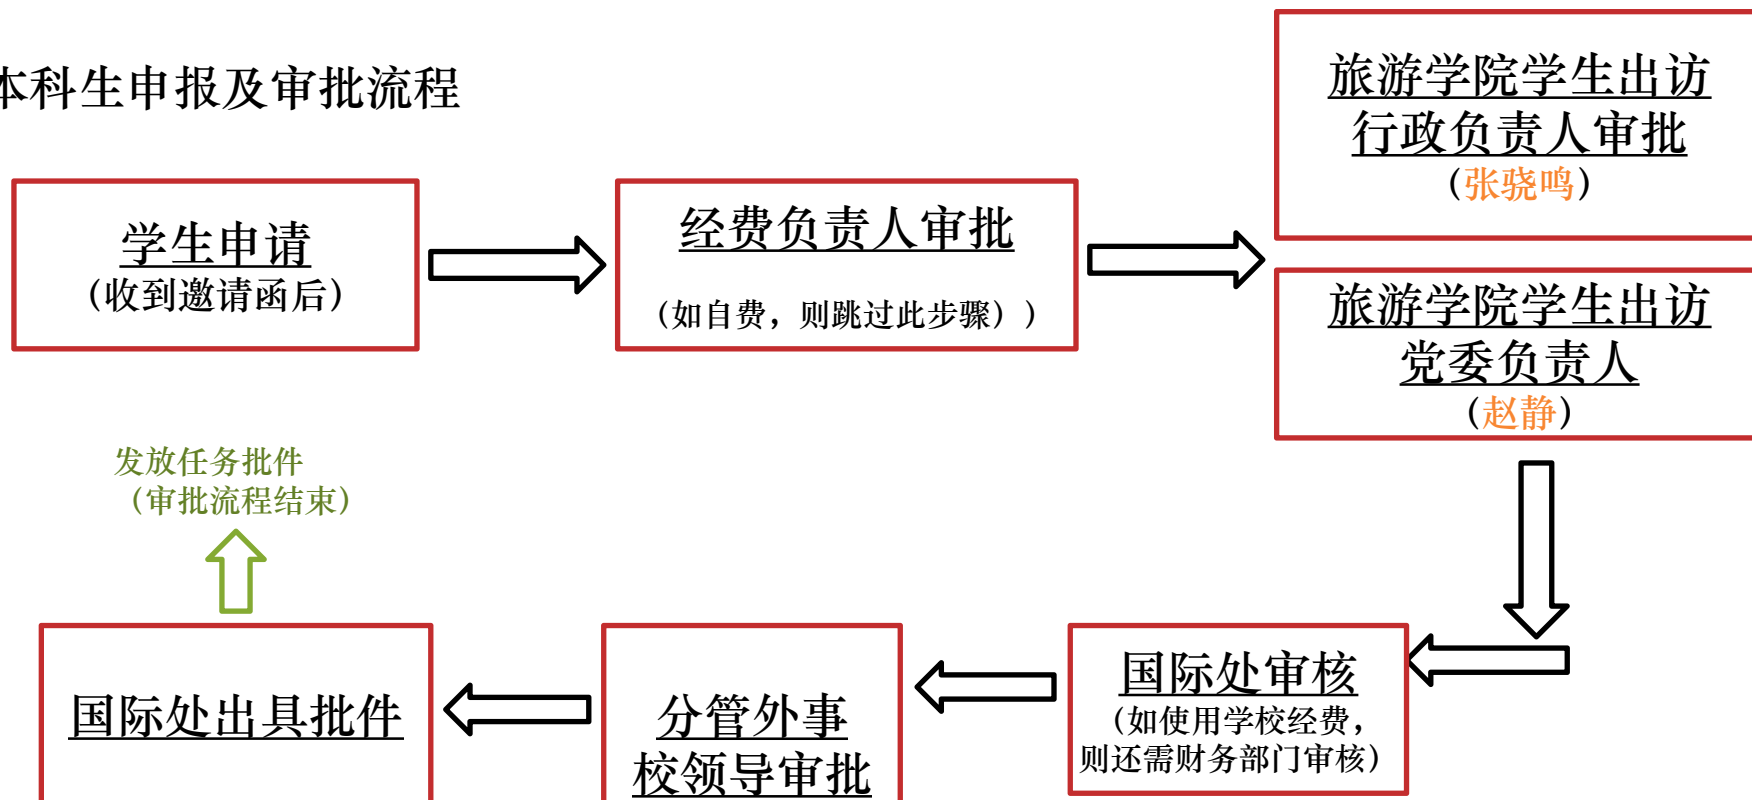 本科生申报及审批流程
学生申请
（收到邀请函后）
经费负责人审批
（如自费，则跳过此步骤））
旅游学院学生出访
行政负责人审批
（张骁鸣）
旅游学院学生出访
党委负责人
（赵静）
国际处审核
（如使用学校经费，
则还需财务部门审核）
分管外事
校领导审批
国际处出具批件
发放任务批件
（审批流程结束）